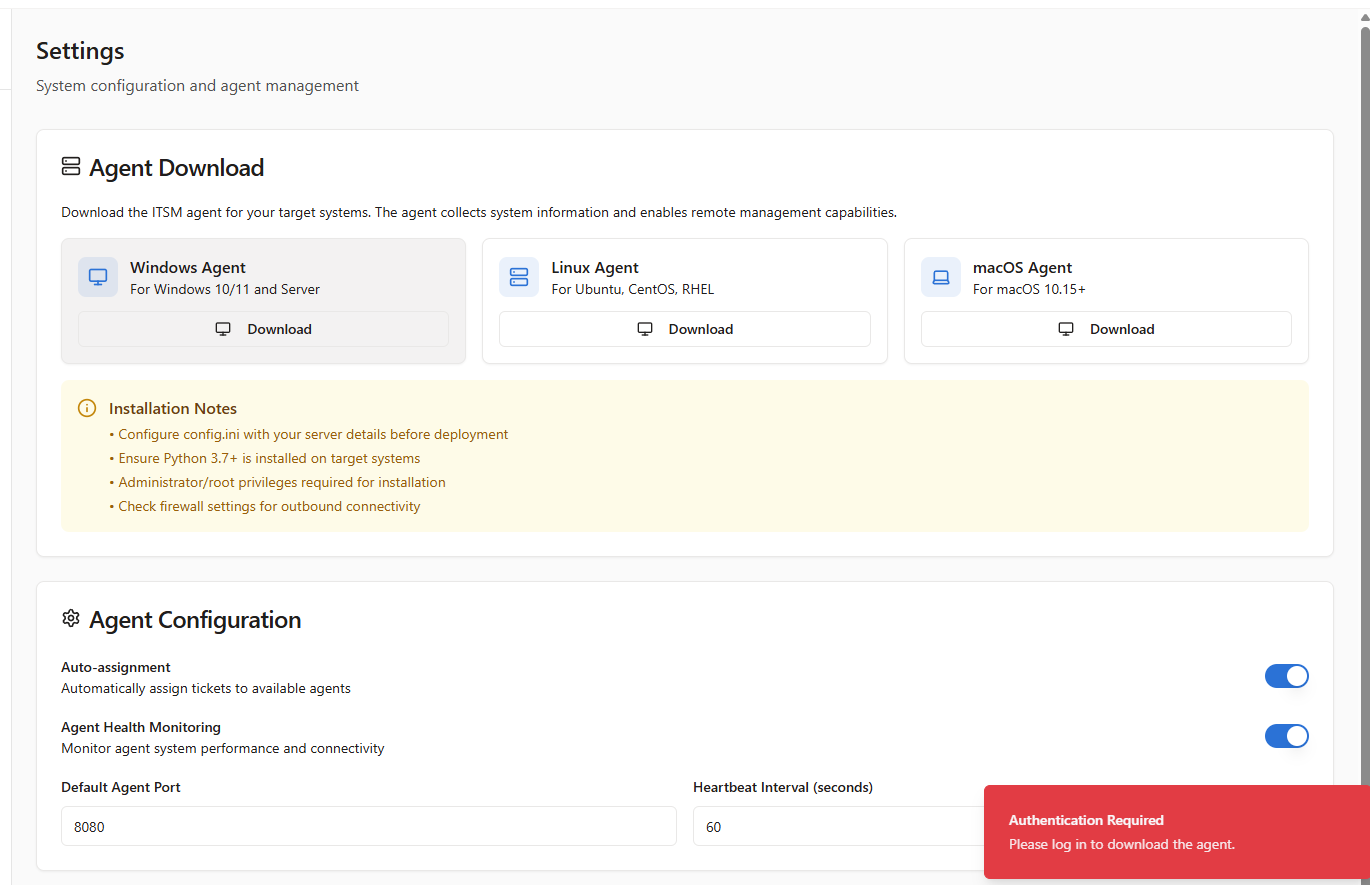 Settings
System configuration and agent management
Agent Download
Download the ITSM agent for your target systems. The agent collects system information and enables remote management capabilities.
Windows Agent
For Windows 10/11 and Server
Download
Linux Agent
For Ubuntu, CentOS, RHEL
Download
macOS Agent
For macOS 10.15+
Download
Installation Notes
• Configure config.ini with your server details before deployment
• Ensure Python 3.7+ is installed on target systems
• Administrator/root privileges required for installation
• Check firewall settings for outbound connectivity
Agent Configuration
Auto-assignment
Automatically assign tickets to available agents
Agent Health Monitoring
Monitor agent system performance and connectivity
Default Agent Port
8080
Heartbeat Interval (seconds)
60
Authentication Required
Please log in to download the agent.